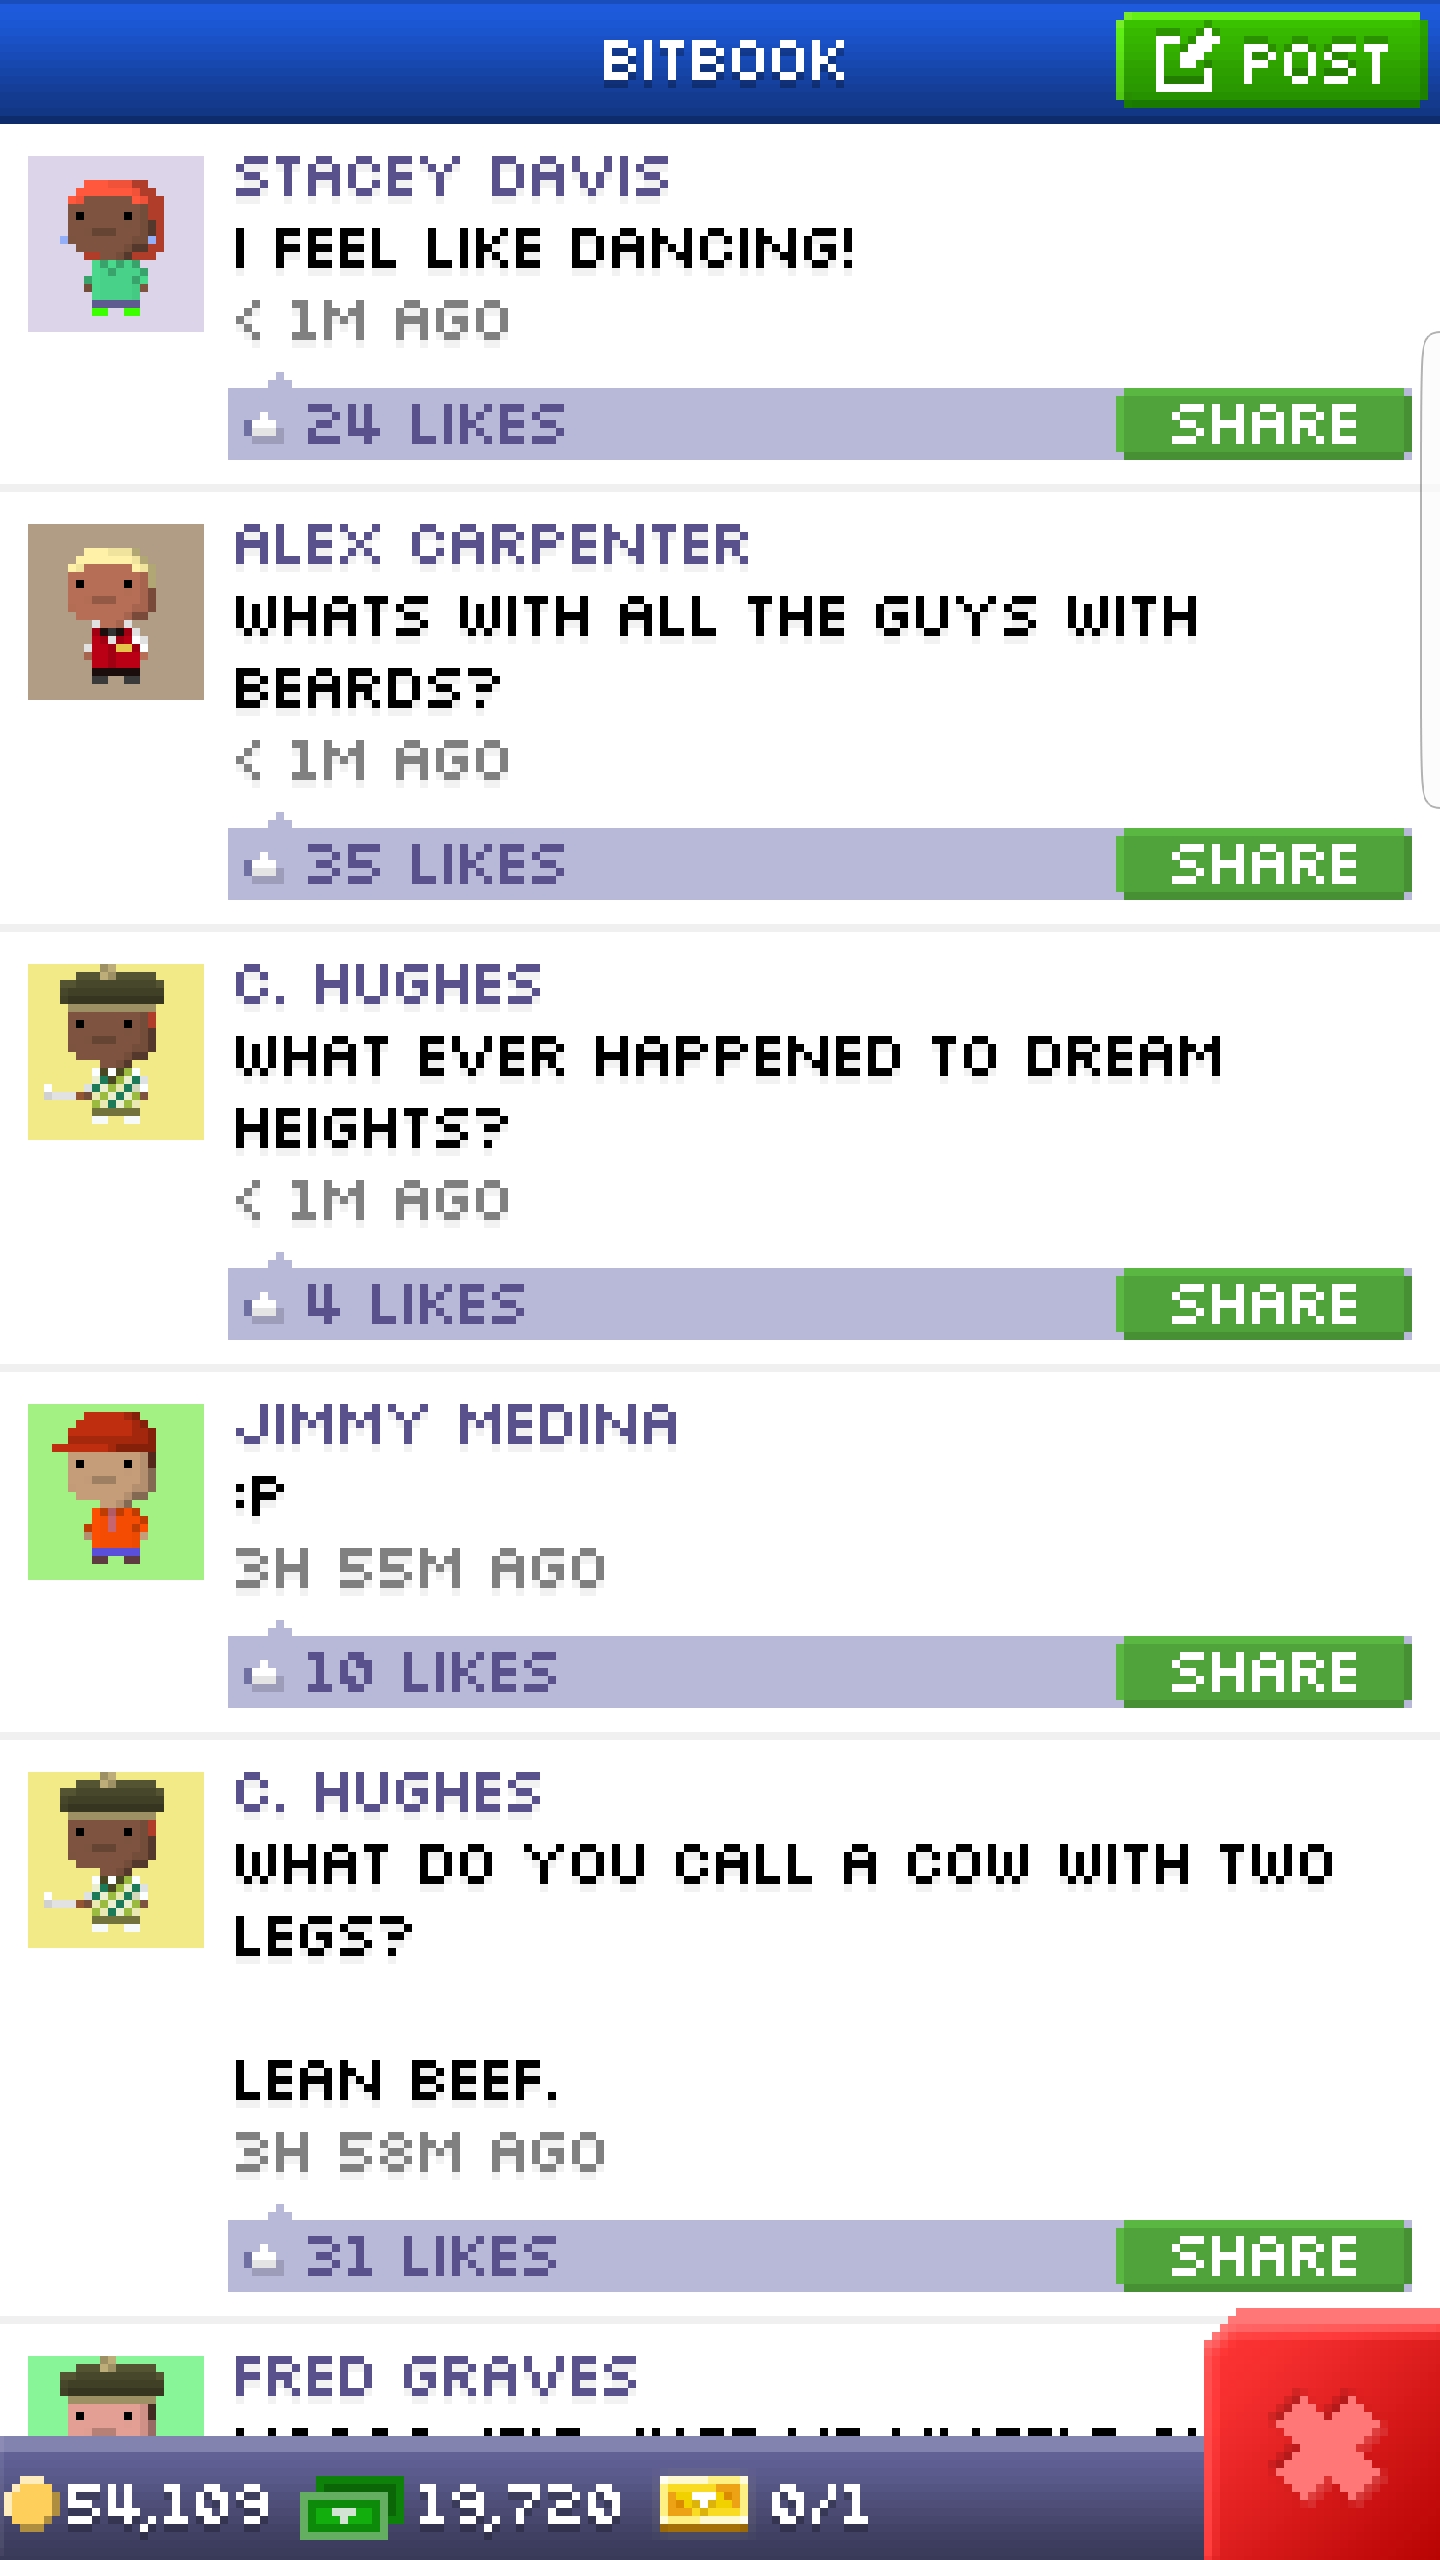 BITBOOK
POST
STACEY DAVIS
I FEEL LIKE DANCING!
< 1M AGO
24 LIKES
SHARE
ALEX CARPENTER
WHATS WITH ALL THE GUYS WITH
BEARDS?
< 1M AGO
35 LIKES
SHARE
C. HUGHES
WHAT EVER HAPPENED TO DREAM
HEIGHTS?
< 1M AGO
4 LIKES
SHARE
JIMMY MEDINA
:P
3H 55M AGO
10 LIKES
SHARE
C. HUGHES
WHAT DO YOU CALL A COW WITH TWO
LEGS?
LEAN BEEF.
3H 58M AGO
31 LIKES
SHARE
FRED GRAVES
54,109
19,720
0/1